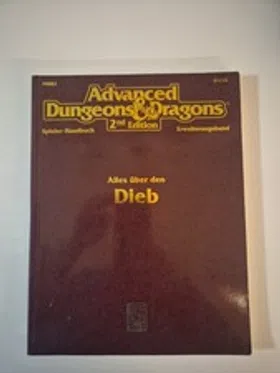 Advanced
Dungeons & Dragons
2nd Edition
Spieler-Handbuch Erweiterungsband
Alles über den
Dieb